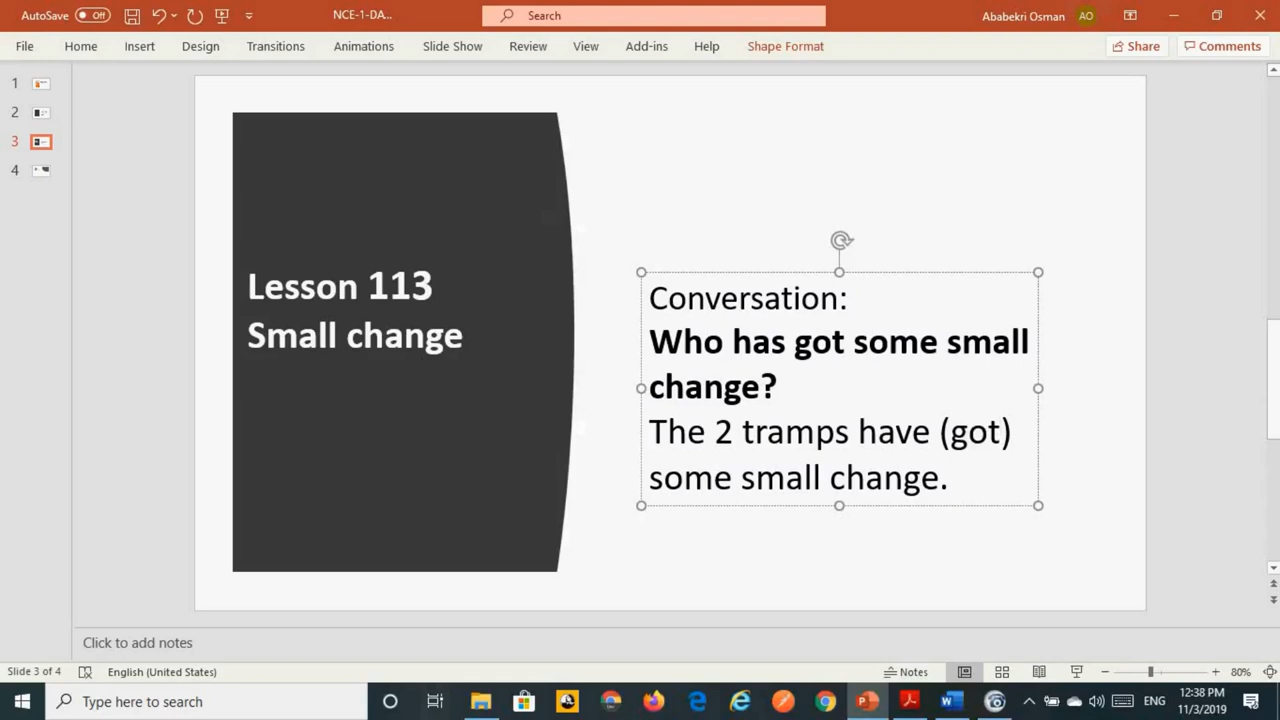 AutoSave Off NCE-1-DA... Search Ababekri Osman AO
File Home Insert Design Transitions Animations Slide Show Review View Add-ins Help Shape Format Share Comments
1
2
3
4
Lesson 113
Small change
Conversation:
Who has got some small
change?
The 2 tramps have (got)
some small change.
Click to add notes
Slide 3 of 4 English (United States) Notes 80%
Type here to search ENG 12:38 PM
11/3/2019